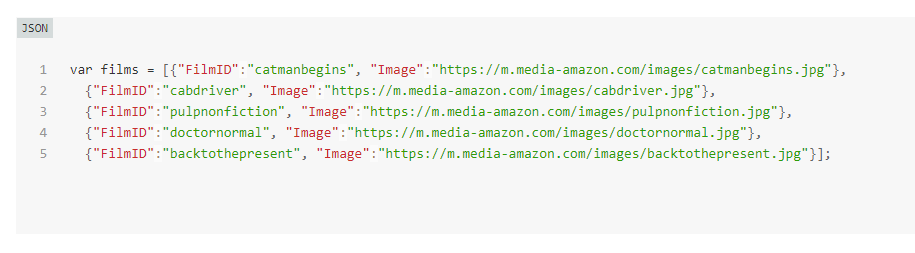 JSON
1 var films = [{"FilmID":"catmanbegins", "Image":"https://m.media-amazon.com/images/catmanbegins.jpg"},
2 {"FilmID":"cabdriver", "Image":"https://m.media-amazon.com/images/cabdriver.jpg"},
3 {"FilmID":"pulpnonfiction", "Image":"https://m.media-amazon.com/images/pulpnonfiction.jpg"},
4 {"FilmID":"doctornormal", "Image":"https://m.media-amazon.com/images/doctornormal.jpg"},
5 {"FilmID":"backtothepresent", "Image":"https://m.media-amazon.com/images/backtothepresent.jpg"}];